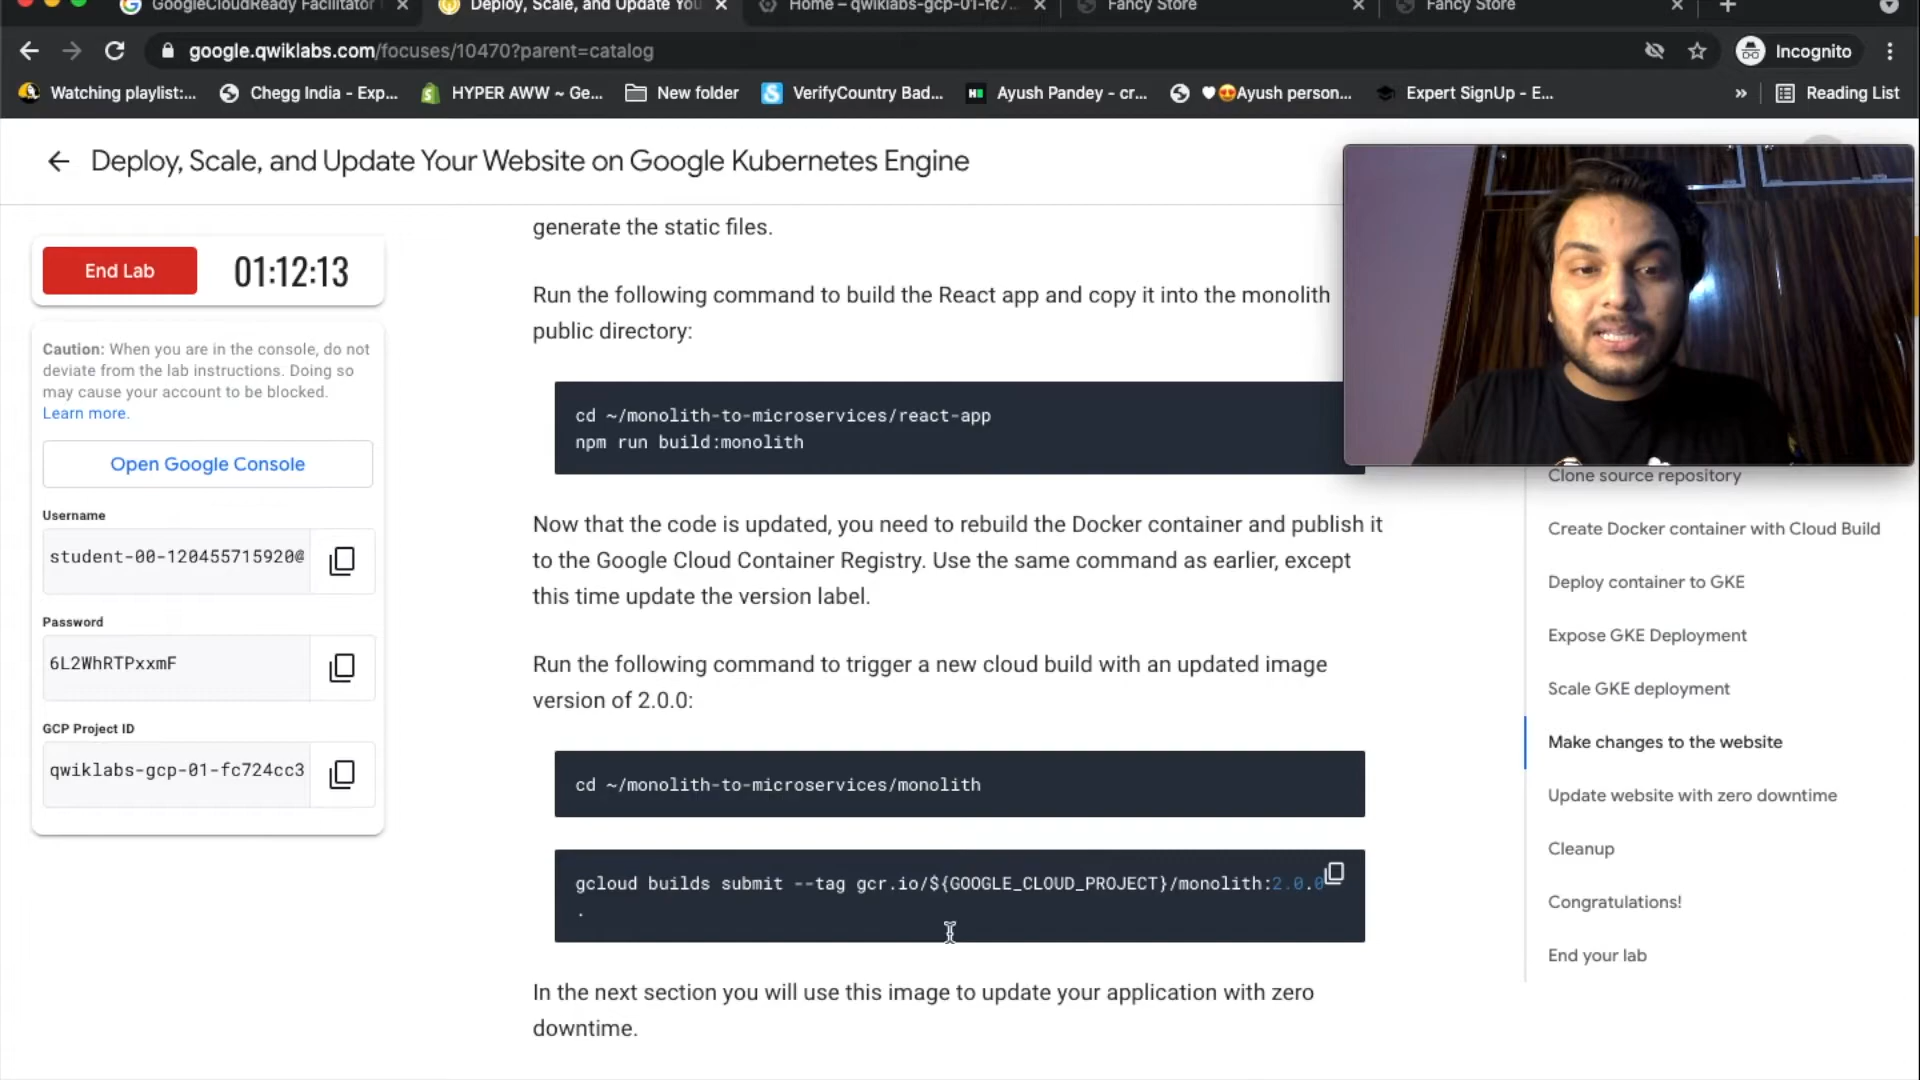 GoogleCloudReady Facilitator
Deploy, Scale, and Update You
Home – qwiklabs-gcp-01-fc7...
Fancy Store
Fancy Store
google.qwiklabs.com/focuses/10470?parent=catalog
Incognito
Watching playlist:...
Chegg India - Exp...
HYPER AWW ~ Ge...
New folder
VerifyCountry Bad...
Ayush Pandey - cr...
♥😍Ayush person...
Expert SignUp - E...
»
Reading List
Deploy, Scale, and Update Your Website on Google Kubernetes Engine
End Lab
01:12:13
Caution: When you are in the console, do not
deviate from the lab instructions. Doing so
may cause your account to be blocked.
Learn more.
Open Google Console
Username
student-00-120455715920@
Password
6L2WhRTPxxmF
GCP Project ID
qwiklabs-gcp-01-fc724cc3
generate the static files.
Run the following command to build the React app and copy it into the monolith
public directory:
cd ~/monolith-to-microservices/react-app
npm run build:monolith
Now that the code is updated, you need to rebuild the Docker container and publish it
to the Google Cloud Container Registry. Use the same command as earlier, except
this time update the version label.
Run the following command to trigger a new cloud build with an updated image
version of 2.0.0:
cd ~/monolith-to-microservices/monolith
gcloud builds submit --tag gcr.io/${GOOGLE_CLOUD_PROJECT}/monolith:2.0.0
.
In the next section you will use this image to update your application with zero
downtime.
Clone source repository
Create Docker container with Cloud Build
Deploy container to GKE
Expose GKE Deployment
Scale GKE deployment
Make changes to the website
Update website with zero downtime
Cleanup
Congratulations!
End your lab